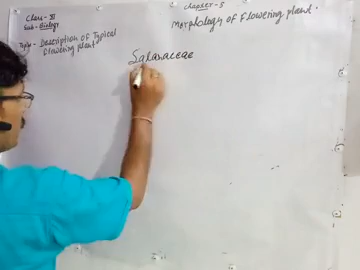 Class - XI
Sub - Biology
Chapter - 5
Morphology of Flowering plant.
Topic - Description of Typical
flowering plant
Solanaceae